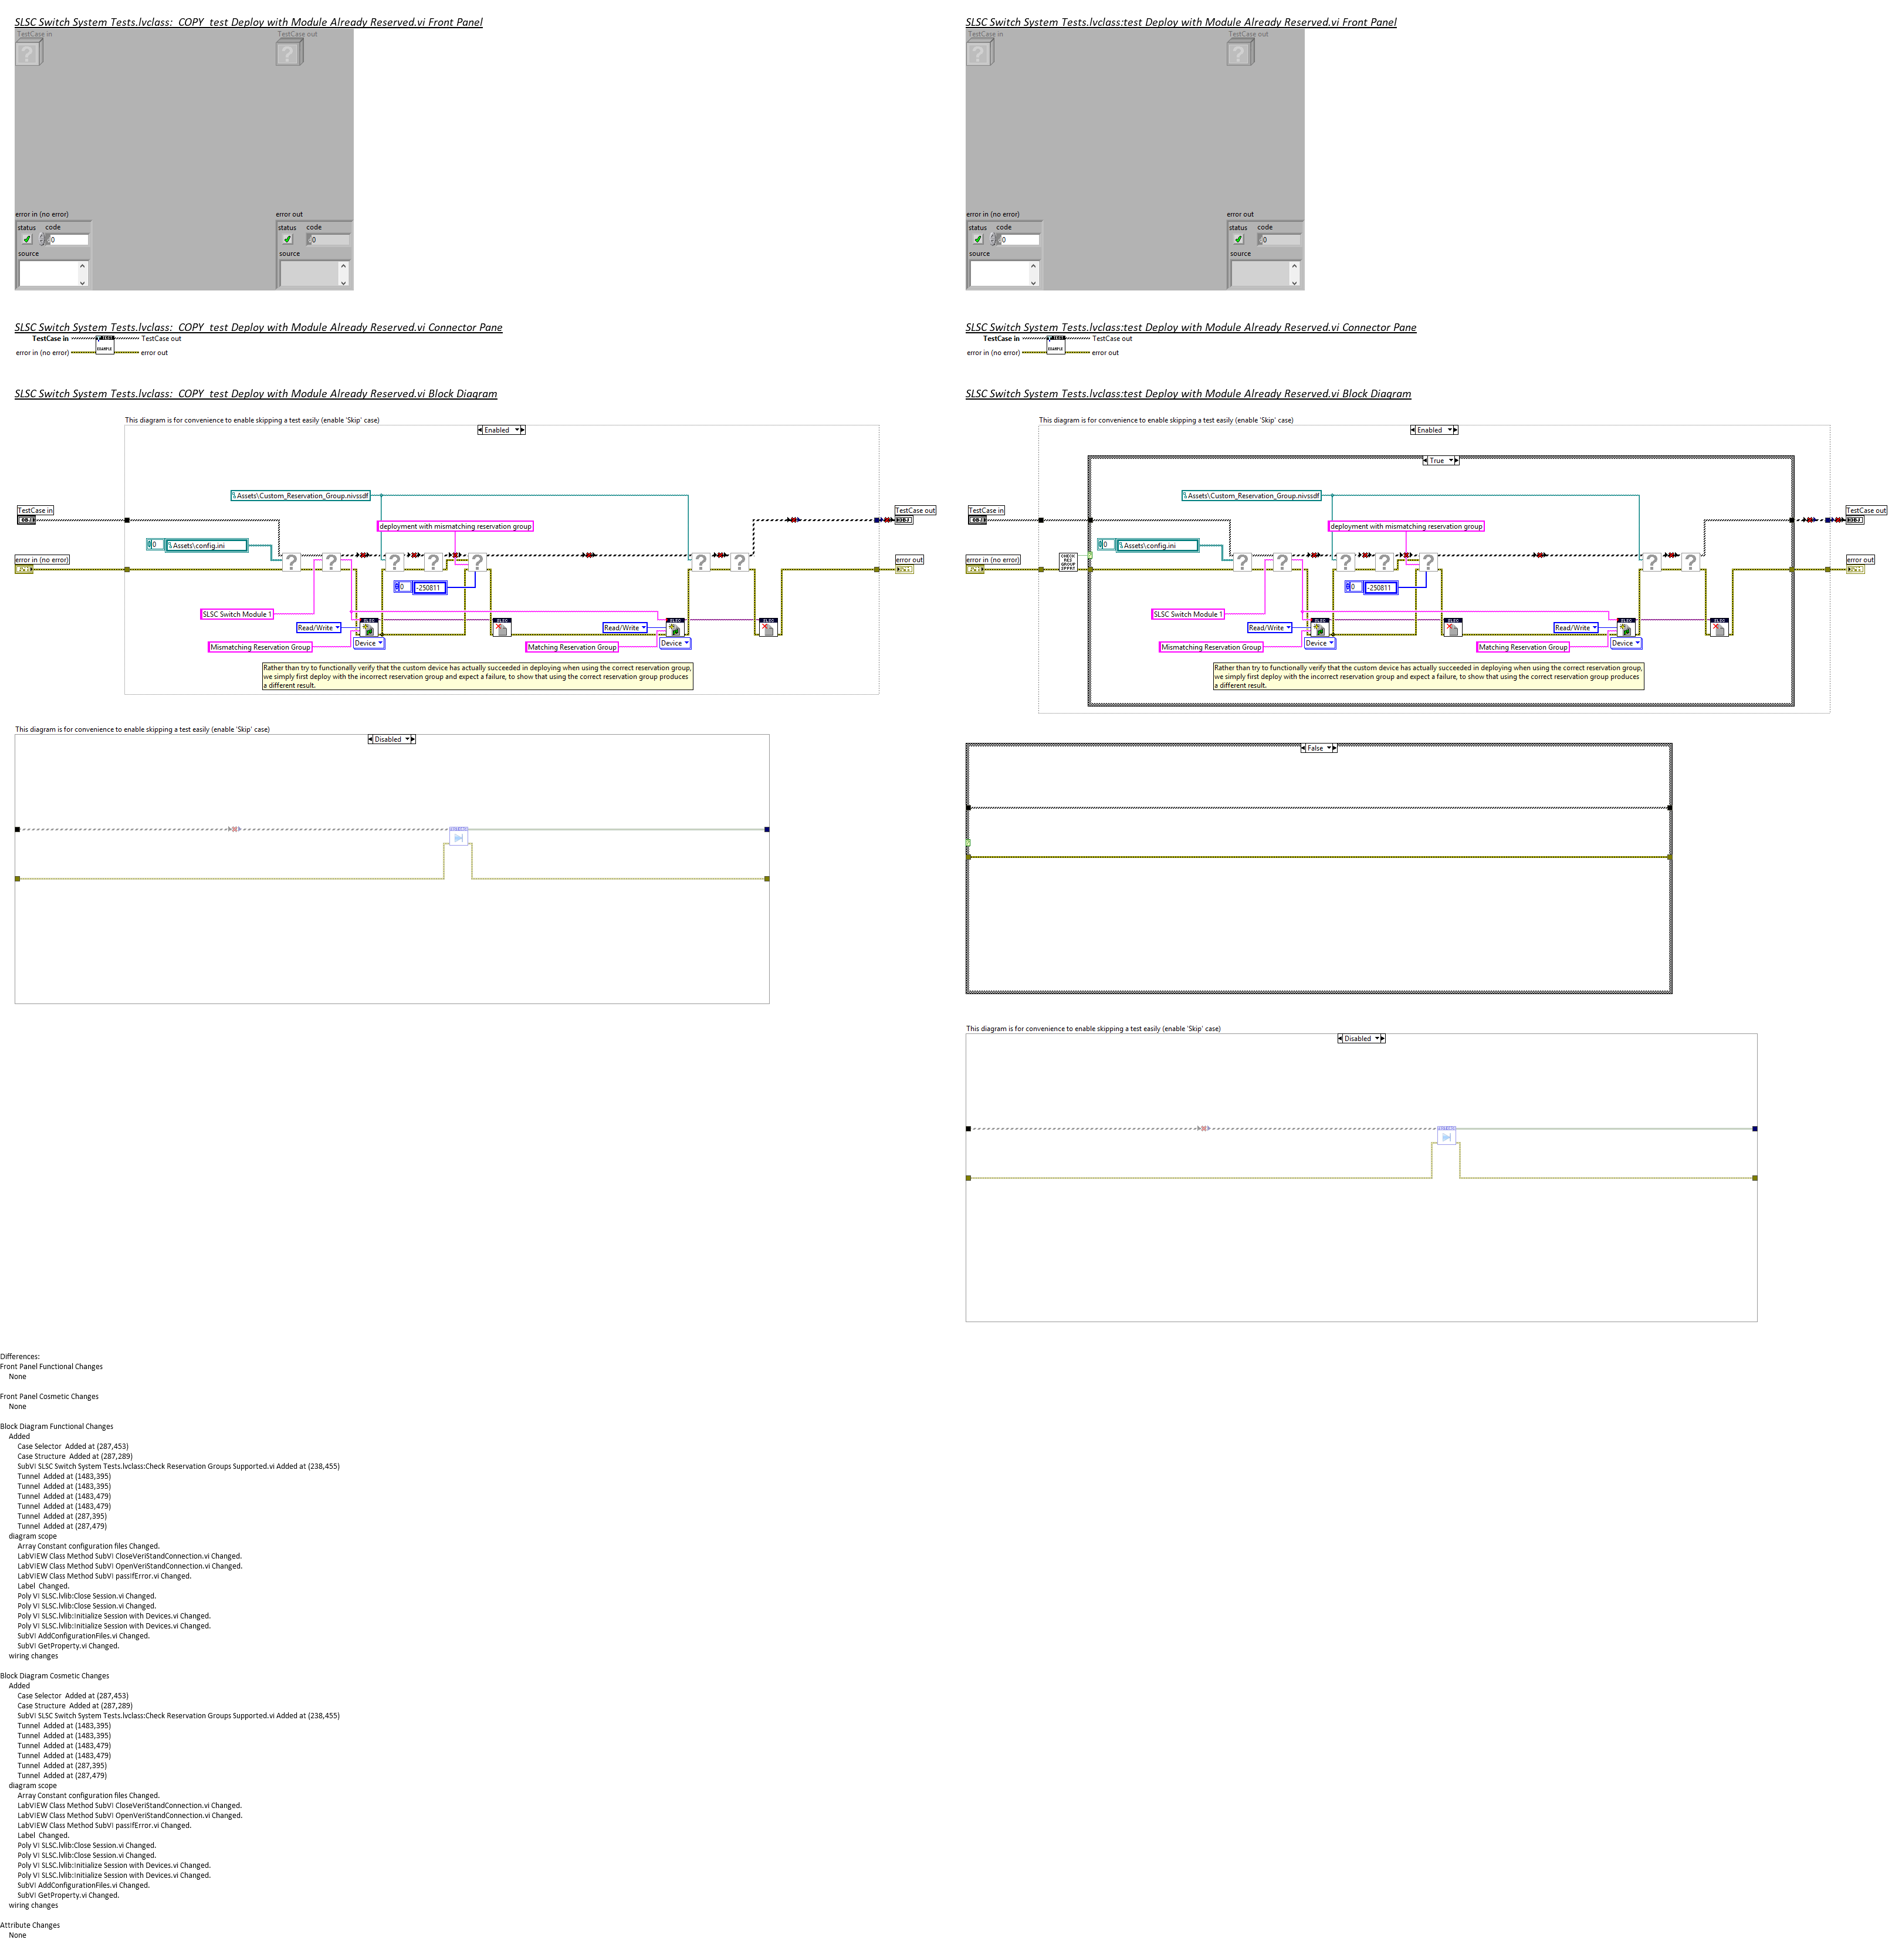 SLSC Switch System Tests.lvclass:_COPY_test Deploy with Module Already Reserved.vi Front Panel
TestCase in
TestCase out
error in (no error)
status
code
0
source
error out
status
code
0
source
SLSC Switch System Tests.lvclass:_COPY_test Deploy with Module Already Reserved.vi Connector Pane
TestCase in
TestCase out
error in (no error)
error out
TEST
EXAMPLE
SLSC Switch System Tests.lvclass:_COPY_test Deploy with Module Already Reserved.vi Block Diagram
This diagram is for convenience to enable skipping a test easily (enable 'Skip' case)
Enabled
Assets\Custom_Reservation_Group.nivssdf
TestCase in
TestCase out
deployment with mismatching reservation group
0
Assets\config.ini
error in (no error)
error out
0
-250811
SLSC Switch Module 1
SLSC
SLSC
SLSC
SLSC
Read/Write
Read/Write
Device
Device
Mismatching Reservation Group
Matching Reservation Group
Rather than try to functionally verify that the custom device has actually succeeded in deploying when using the correct reservation group,
we simply first deploy with the incorrect reservation group and expect a failure, to show that using the correct reservation group produces
a different result.
This diagram is for convenience to enable skipping a test easily (enable 'Skip' case)
Disabled
SLSC Switch System Tests.lvclass:test Deploy with Module Already Reserved.vi Front Panel
TestCase in
TestCase out
error in (no error)
status
code
0
source
error out
status
code
0
source
SLSC Switch System Tests.lvclass:test Deploy with Module Already Reserved.vi Connector Pane
TestCase in
TestCase out
error in (no error)
error out
TEST
EXAMPLE
SLSC Switch System Tests.lvclass:test Deploy with Module Already Reserved.vi Block Diagram
This diagram is for convenience to enable skipping a test easily (enable 'Skip' case)
Enabled
True
Assets\Custom_Reservation_Group.nivssdf
TestCase in
TestCase out
deployment with mismatching reservation group
0
Assets\config.ini
error in (no error)
error out
CHECK
RES
GROUP
SPPRT
0
-250811
SLSC Switch Module 1
SLSC
SLSC
SLSC
SLSC
Read/Write
Read/Write
Device
Device
Mismatching Reservation Group
Matching Reservation Group
Rather than try to functionally verify that the custom device has actually succeeded in deploying when using the correct reservation group,
we simply first deploy with the incorrect reservation group and expect a failure, to show that using the correct reservation group produces
a different result.
False
This diagram is for convenience to enable skipping a test easily (enable 'Skip' case)
Disabled
Differences:
Front Panel Functional Changes
None
Front Panel Cosmetic Changes
None
Block Diagram Functional Changes
Added
Case Selector  Added at (287,453)
Case Structure  Added at (287,289)
SubVI SLSC Switch System Tests.lvclass:Check Reservation Groups Supported.vi Added at (238,455)
Tunnel  Added at (1483,395)
Tunnel  Added at (1483,395)
Tunnel  Added at (1483,479)
Tunnel  Added at (1483,479)
Tunnel  Added at (287,395)
Tunnel  Added at (287,479)
diagram scope
Array Constant configuration files Changed.
LabVIEW Class Method SubVI CloseVeriStandConnection.vi Changed.
LabVIEW Class Method SubVI OpenVeriStandConnection.vi Changed.
LabVIEW Class Method SubVI passIfError.vi Changed.
Label  Changed.
Poly VI SLSC.lvlib:Close Session.vi Changed.
Poly VI SLSC.lvlib:Close Session.vi Changed.
Poly VI SLSC.lvlib:Initialize Session with Devices.vi Changed.
Poly VI SLSC.lvlib:Initialize Session with Devices.vi Changed.
SubVI AddConfigurationFiles.vi Changed.
SubVI GetProperty.vi Changed.
wiring changes
Block Diagram Cosmetic Changes
Added
Case Selector  Added at (287,453)
Case Structure  Added at (287,289)
SubVI SLSC Switch System Tests.lvclass:Check Reservation Groups Supported.vi Added at (238,455)
Tunnel  Added at (1483,395)
Tunnel  Added at (1483,395)
Tunnel  Added at (1483,479)
Tunnel  Added at (1483,479)
Tunnel  Added at (287,395)
Tunnel  Added at (287,479)
diagram scope
Array Constant configuration files Changed.
LabVIEW Class Method SubVI CloseVeriStandConnection.vi Changed.
LabVIEW Class Method SubVI OpenVeriStandConnection.vi Changed.
LabVIEW Class Method SubVI passIfError.vi Changed.
Label  Changed.
Poly VI SLSC.lvlib:Close Session.vi Changed.
Poly VI SLSC.lvlib:Close Session.vi Changed.
Poly VI SLSC.lvlib:Initialize Session with Devices.vi Changed.
Poly VI SLSC.lvlib:Initialize Session with Devices.vi Changed.
SubVI AddConfigurationFiles.vi Changed.
SubVI GetProperty.vi Changed.
wiring changes
Attribute Changes
None